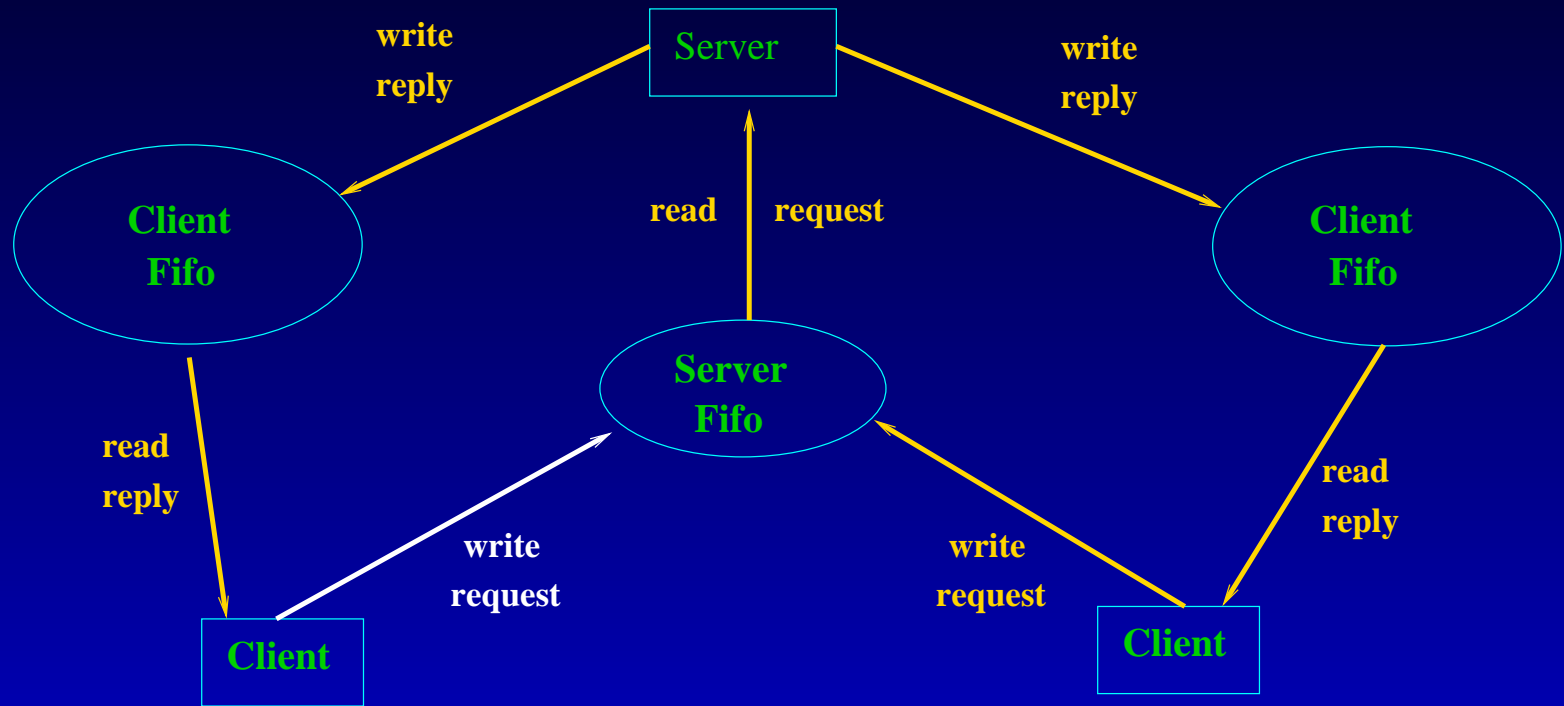 write
reply
Server
write
reply
Client
Fifo
read request
Client
Fifo
Server
Fifo
read
reply
read
reply
write
request
write
request
Client
Client